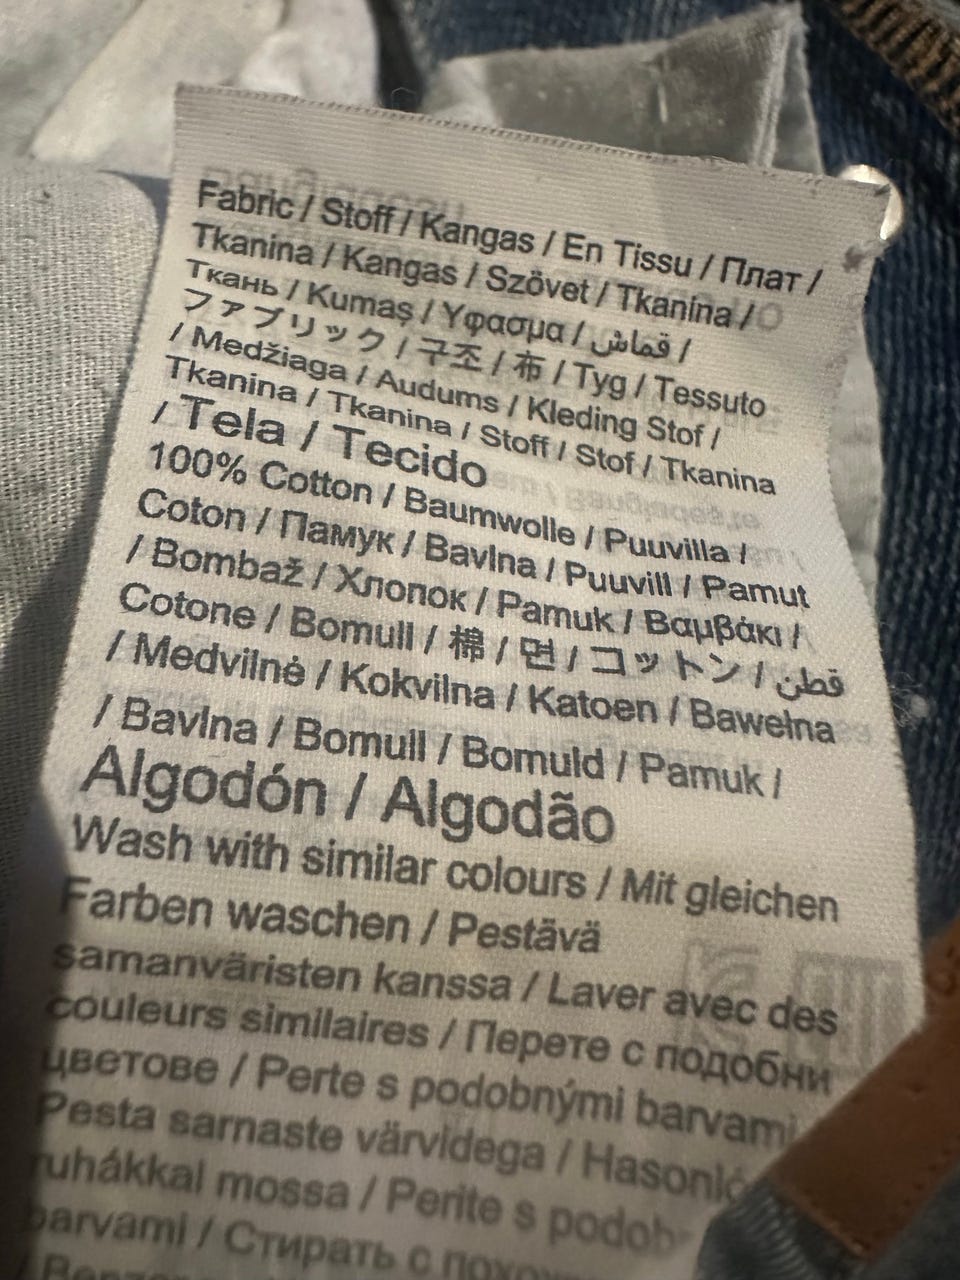 Fabric / Stoff / Kangas / En Tissu / Плат /
Tkanina / Kangas / Szövet / Tkanína /
Ткань / Kumaş / Υφασμα / قماش /
ファブリック / 구조 / 布 / Tyg / Tessuto
/ Medžiaga / Audums / Kleding Stof /
Tkanina / Tkanina / Stoff / Stof / Tkanina
/ Tela / Tecido
100% Cotton / Baumwolle / Puuvilla /
Coton / Памук / Bavlna / Puuvill / Pamut
/ Bombaž / Хлопок / Pamuk / Βαμβάκι /
Cotone / Bomull / 棉 / 면 / コットン / قطن
/ Medvilnė / Kokvilna / Katoen / Bawełna
/ Bavlna / Bomull / Bomuld / Pamuk /
Algodón / Algodão
Wash with similar colours / Mit gleichen
Farben waschen / Pestävä
samanväristen kanssa / Laver avec des
couleurs similaires / Перете с подобни
цветове / Perte s podobnými barvami
Pesta sarnaste värvidega /
ruhákkal mossa / Perite s
barvami / Стирать с
/